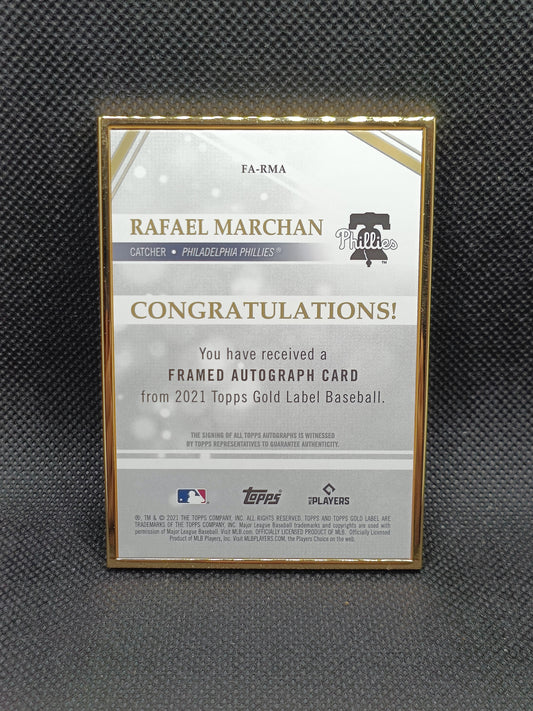 FA-RMA
RAFAEL MARCHAN
CATCHER • PHILADELPHIA PHILLIES®
Phillies
TM
CONGRATULATIONS!
You have received a
FRAMED AUTOGRAPH CARD
from 2021 Topps Gold Label Baseball.
THE SIGNING OF ALL TOPPS AUTOGRAPHS IS WITNESSED
BY TOPPS REPRESENTATIVES TO GUARANTEE AUTHENTICITY.
TOPPS
MLB PLAYERS
®, TM & © 2021 THE TOPPS COMPANY, INC. ALL RIGHTS RESERVED. TOPPS AND TOPPS GOLD LABEL ARE
TRADEMARKS OF THE TOPPS COMPANY, INC. Major League Baseball trademarks and copyrights are used with
permission of Major League Baseball. Visit MLB.com. OFFICIALLY LICENSED PRODUCT OF MLB. Officially Licensed
Product of MLB Players, Inc. Visit MLBPLAYERS.COM, the Players Choice on the web.